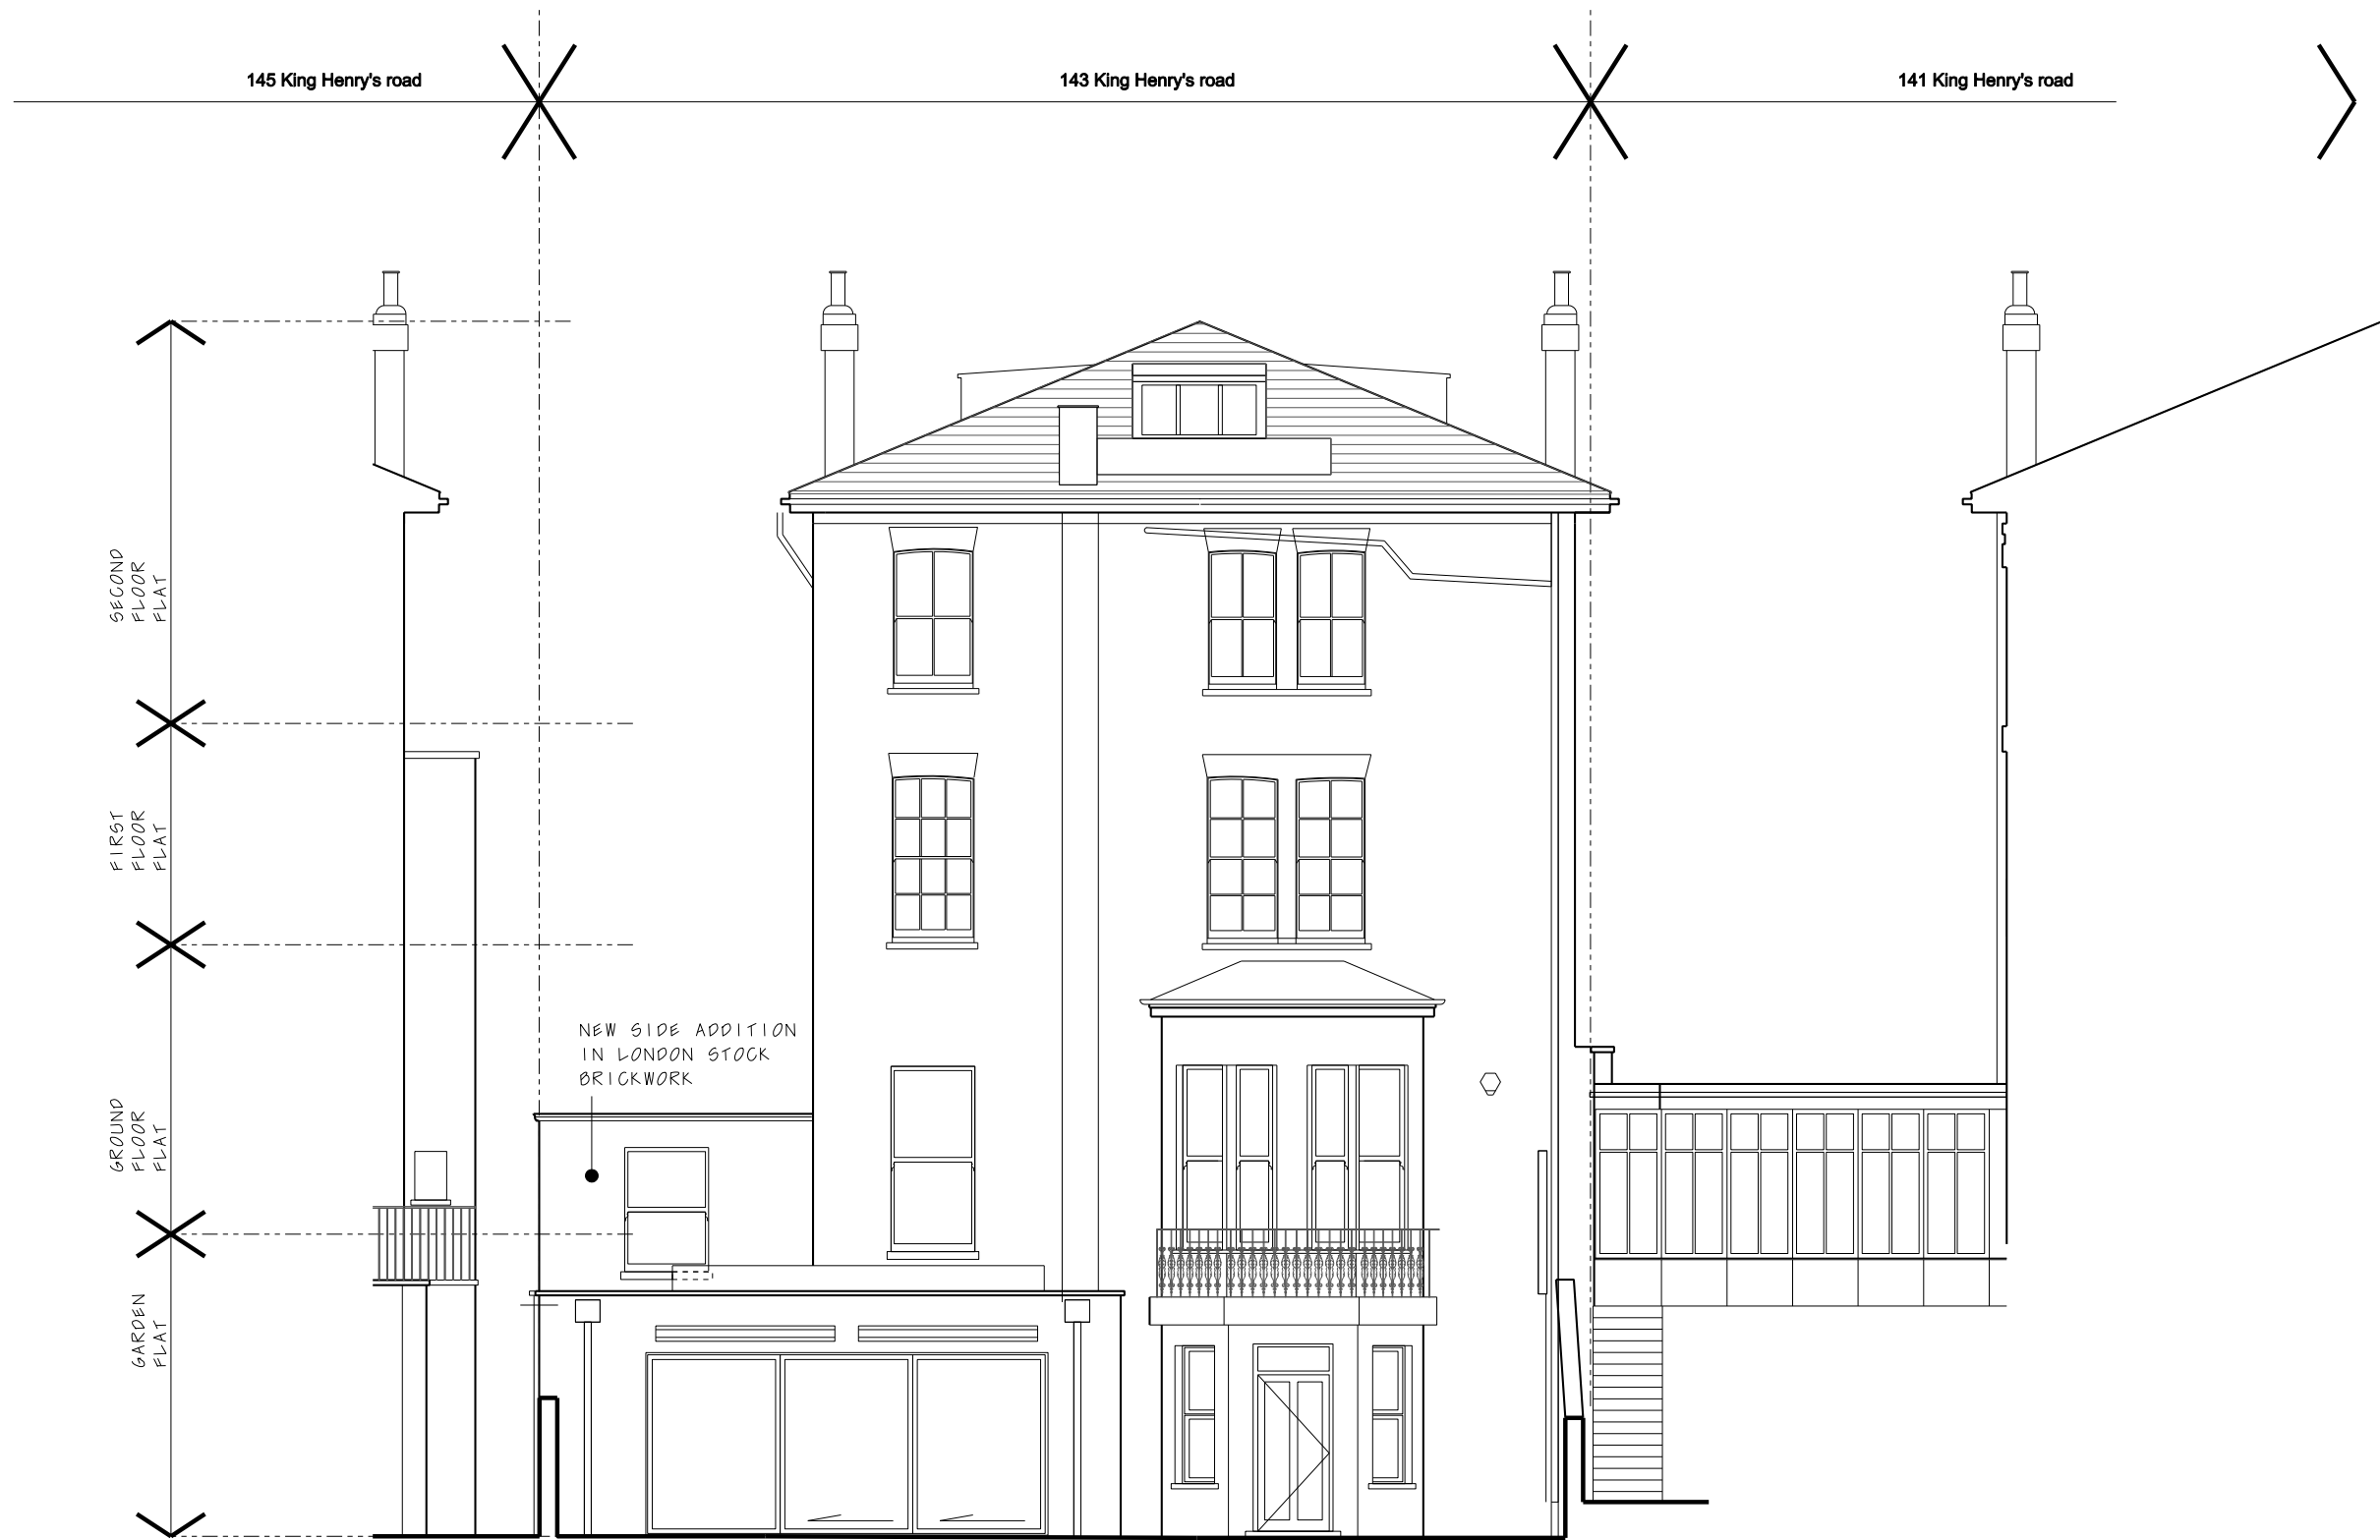 145 King Henry's road
143 King Henry's road
141 King Henry's road
SECOND
FLOOR
FLAT
FIRST
FLOOR
FLAT
NEW SIDE ADDITION
IN LONDON STOCK
BRICKWORK
GROUND
FLOOR
FLAT
GARDEN
FLAT